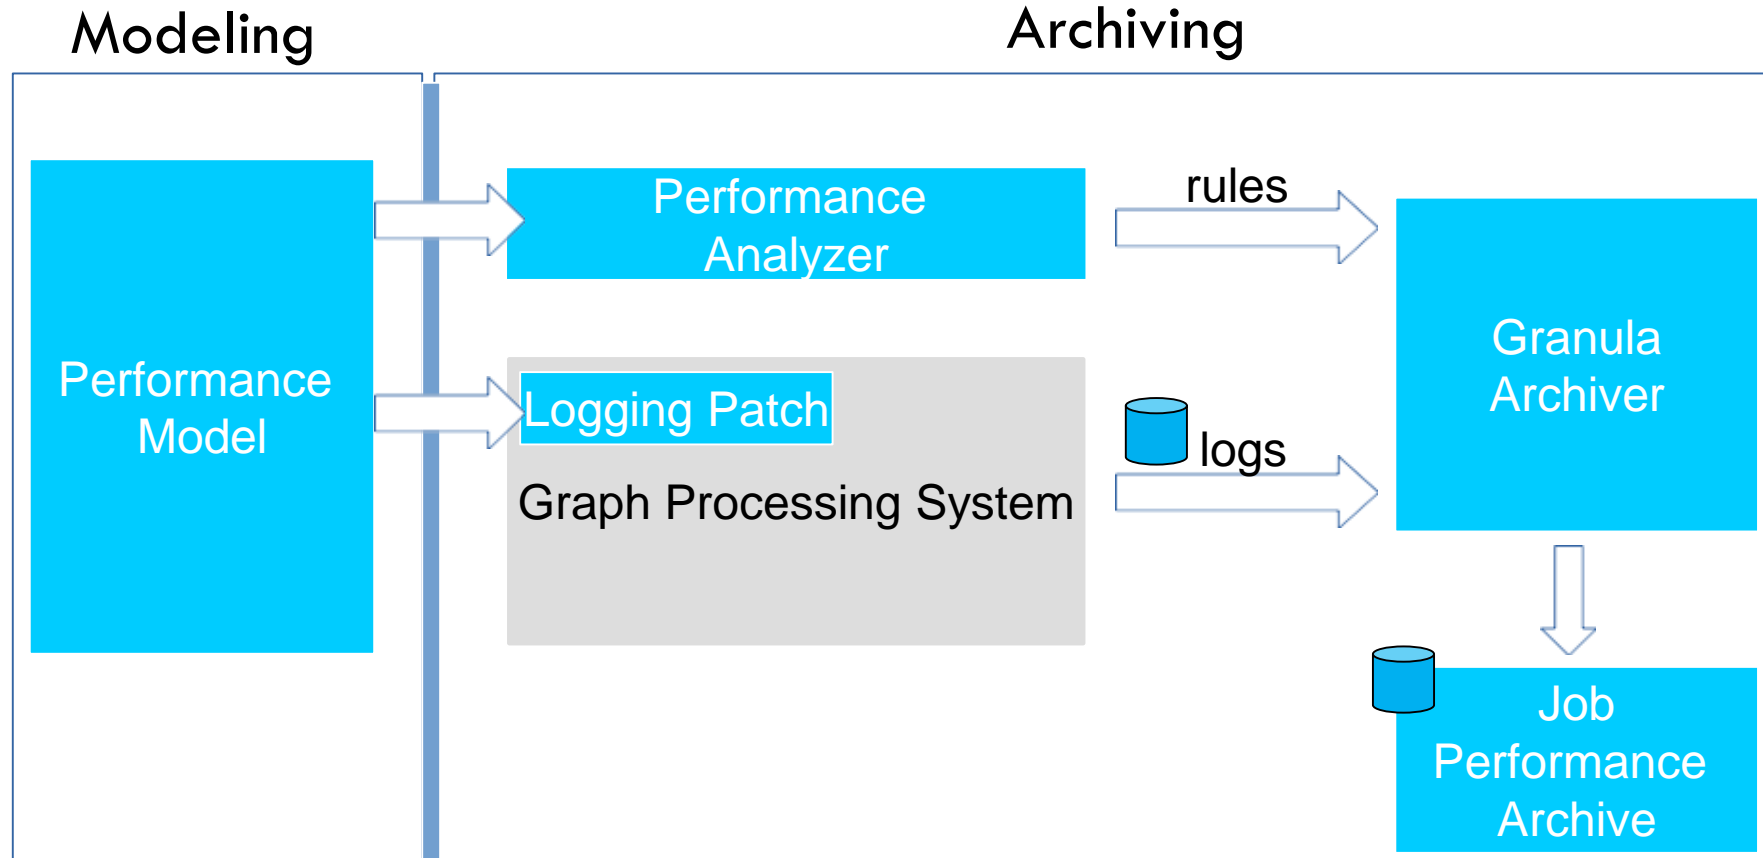 Modeling
Archiving
Performance
Model
Performance
Analyzer
rules
Logging Patch
Graph Processing System
logs
Granula
Archiver
Job
Performance
Archive